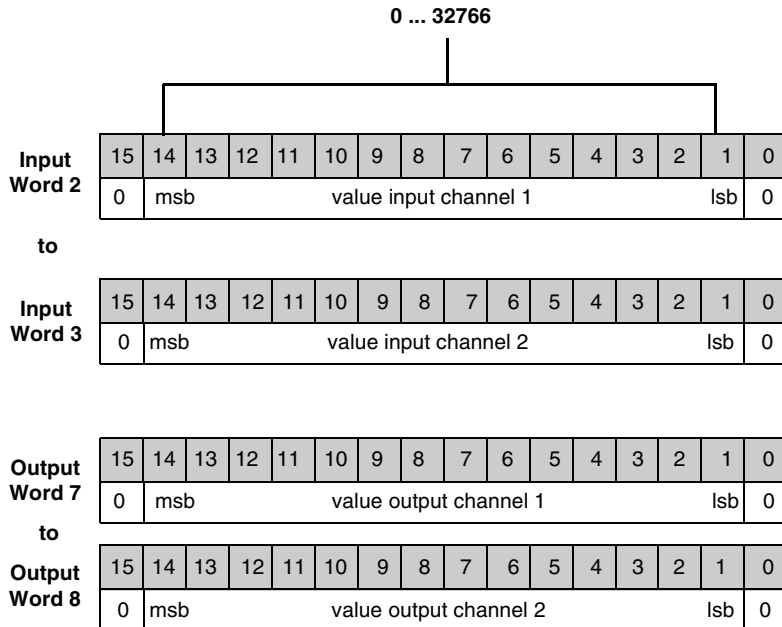 0 ... 32766
Input Word 2
15 14 13 12 11 10 9 8 7 6 5 4 3 2 1 0
0 msb value input channel 1 lsb 0
to
Input Word 3
15 14 13 12 11 10 9 8 7 6 5 4 3 2 1 0
0 msb value input channel 2 lsb 0
Output Word 7
15 14 13 12 11 10 9 8 7 6 5 4 3 2 1 0
0 msb value output channel 1 lsb 0
to
Output Word 8
15 14 13 12 11 10 9 8 7 6 5 4 3 2 1 0
0 msb value output channel 2 lsb 0